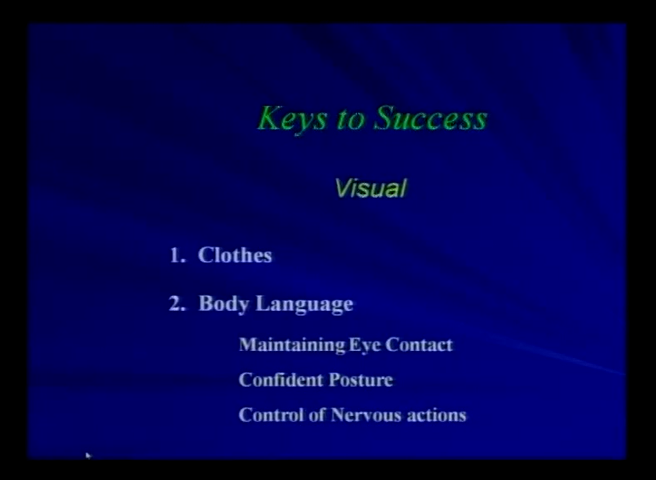 Keys to Success
Visual
1. Clothes
2. Body Language
Maintaining Eye Contact
Confident Posture
Control of Nervous actions